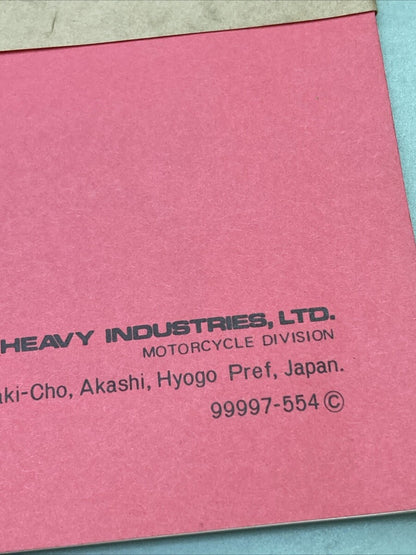 HEAVY INDUSTRIES, LTD.
MOTORCYCLE DIVISION
aki-Cho, Akashi, Hyogo Pref, Japan.
99997-554 ©